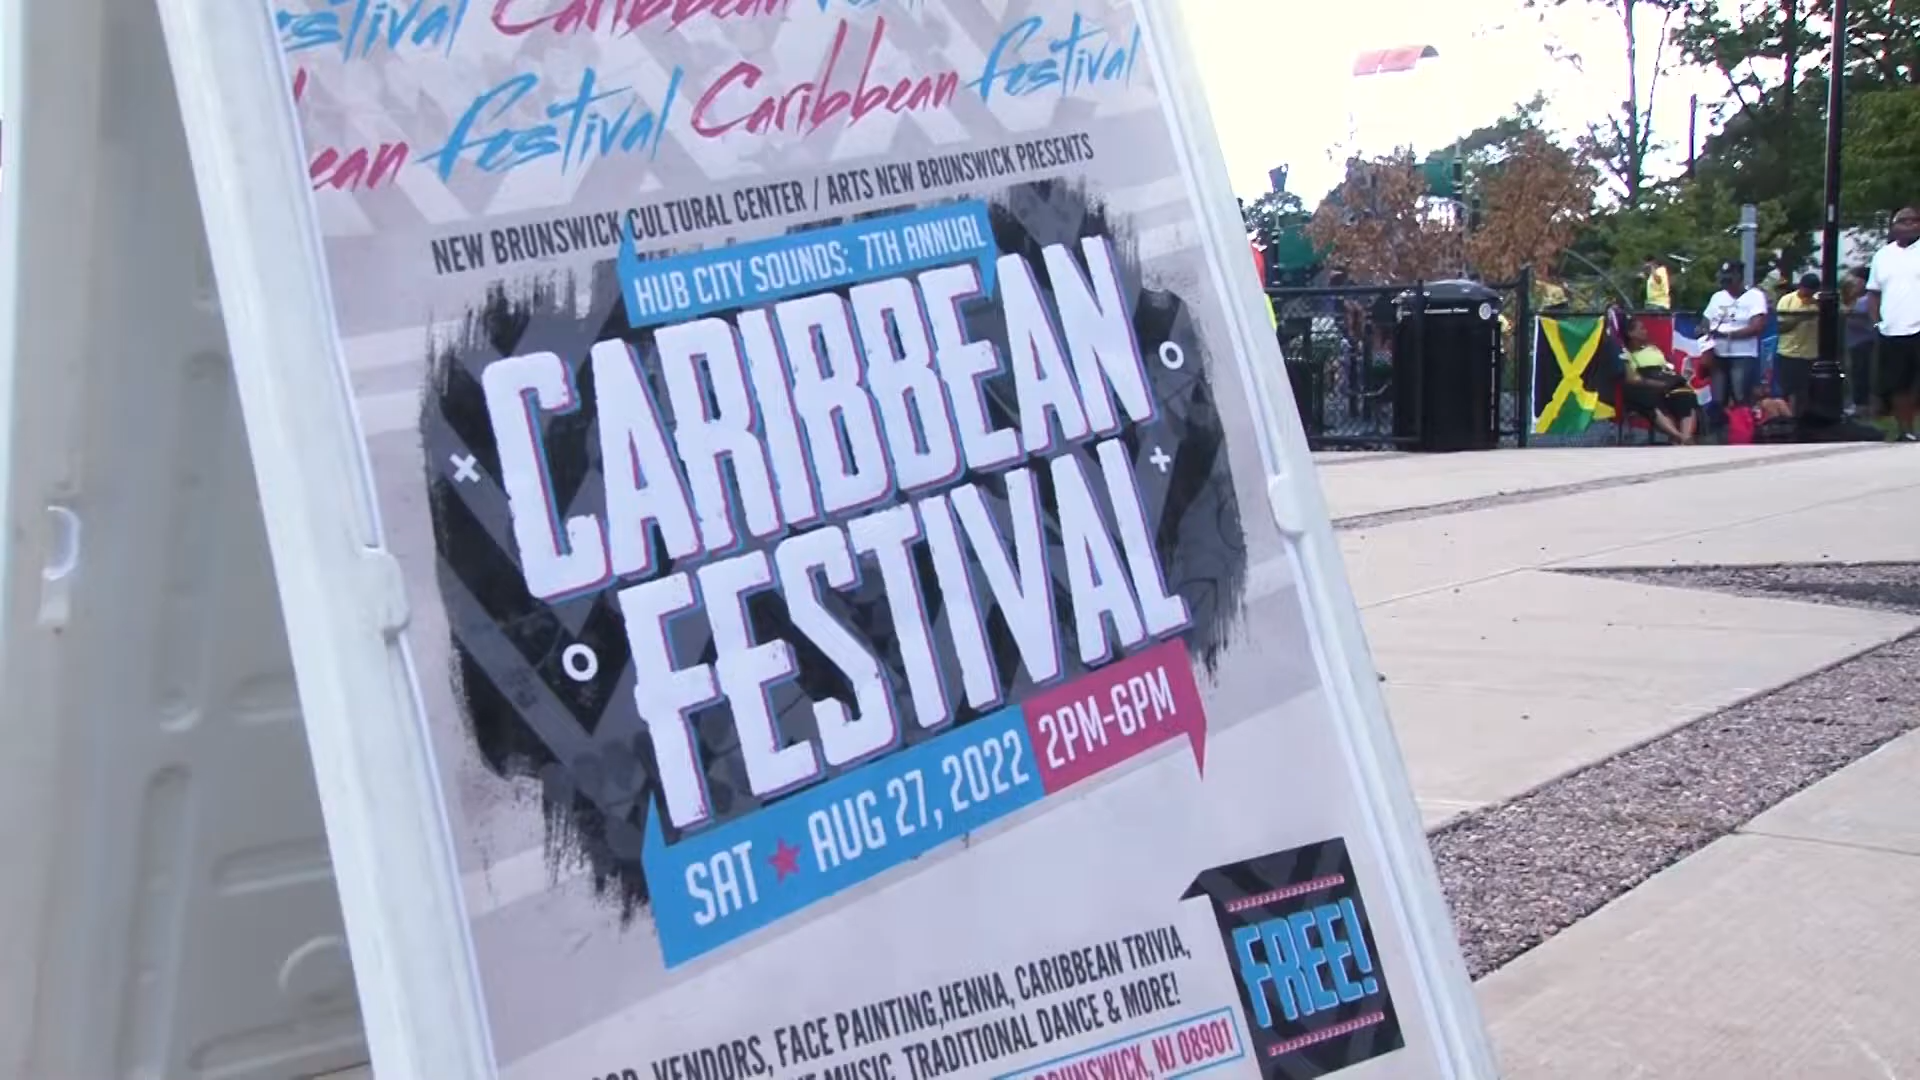 Caribbean
festival Caribbean festival
NEW BRUNSWICK CULTURAL CENTER / ARTS NEW BRUNSWICK PRESENTS
HUB CITY SOUNDS: 7TH ANNUAL
CARIBBEAN
FESTIVAL
SAT ★ AUG 27, 2022 2PM-6PM
FREE!
VENDORS, FACE PAINTING,HENNA, CARIBBEAN TRIVIA,
MUSIC, TRADITIONAL DANCE & MORE!
BRUNSWICK, NJ 08901